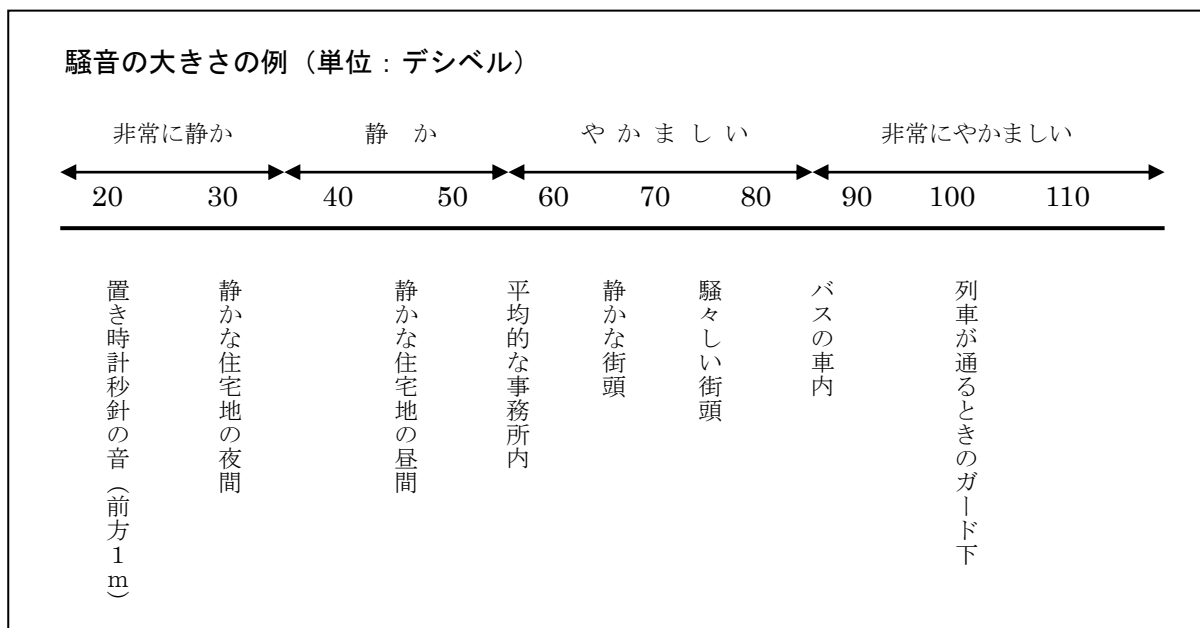 騒音の大きさの例（単位：デシベル）
非常に静か 静 か や か ま し い 非常にやかましい
20 30 40 50 60 70 80 90 100 110
置き時計秒針の音（前方１ｍ）
静かな住宅地の夜間
静かな住宅地の昼間
平均的な事務所内
静かな街頭
騒々しい街頭
バスの車内
列車が通るときのガード下